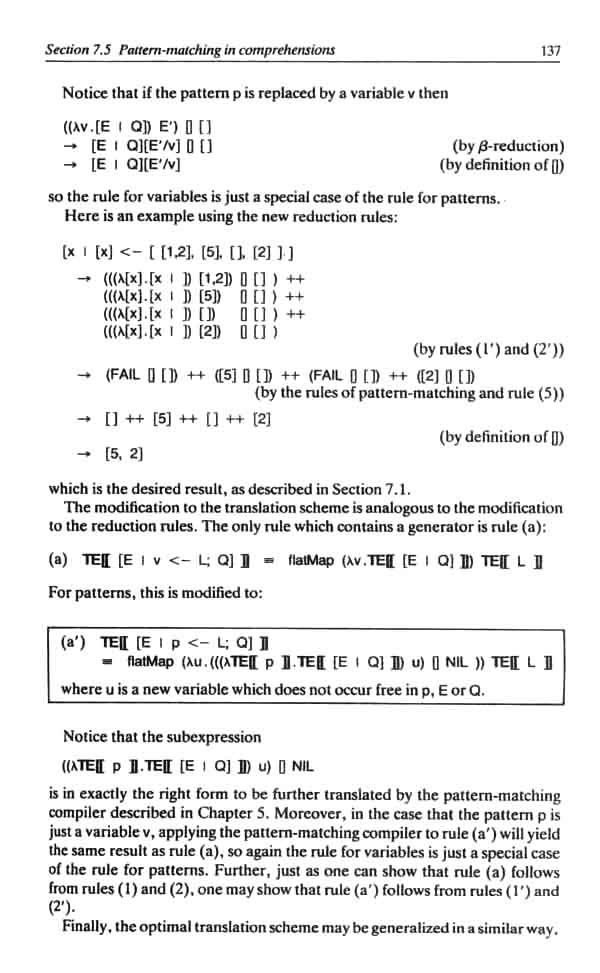 Section 7.5 Pattern-matching in comprehensions 137
Notice that if the pattern p is replaced by a variable v then
((λv.[E | Q]) E') ▯ [ ]
→ [E | Q][E'/v] ▯ [ ] (by β-reduction)
→ [E | Q][E'/v] (by definition of ▯)
so the rule for variables is just a special case of the rule for patterns.
Here is an example using the new reduction rules:
[x | [x] <- [ [1,2], [5], [ ], [2] ] ]
→ (((λ[x].[x | ]) [1,2]) ▯ [ ] ) ++
(((λ[x].[x | ]) [5]) ▯ [ ] ) ++
(((λ[x].[x | ]) [ ]) ▯ [ ] ) ++
(((λ[x].[x | ]) [2]) ▯ [ ] )
(by rules (1') and (2'))
→ (FAIL ▯ [ ]) ++ ([5] ▯ [ ]) ++ (FAIL ▯ [ ]) ++ ([2] ▯ [ ])
(by the rules of pattern-matching and rule (5))
→ [ ] ++ [5] ++ [ ] ++ [2]
(by definition of ▯)
→ [5, 2]
which is the desired result, as described in Section 7.1.
The modification to the translation scheme is analogous to the modification
to the reduction rules. The only rule which contains a generator is rule (a):
(a) TE⟦ [E | v <- L; Q] ⟧ ≡ flatMap (λv.TE⟦ [E | Q] ⟧) TE⟦ L ⟧
For patterns, this is modified to:
(a') TE⟦ [E | p <- L; Q] ⟧
≡ flatMap (λu.(((λTE⟦ p ⟧.TE⟦ [E | Q] ⟧) u) ▯ NIL )) TE⟦ L ⟧
where u is a new variable which does not occur free in p, E or Q.
Notice that the subexpression
((λTE⟦ p ⟧.TE⟦ [E | Q] ⟧) u) ▯ NIL
is in exactly the right form to be further translated by the pattern-matching
compiler described in Chapter 5. Moreover, in the case that the pattern p is
just a variable v, applying the pattern-matching compiler to rule (a') will yield
the same result as rule (a), so again the rule for variables is just a special case
of the rule for patterns. Further, just as one can show that rule (a) follows
from rules (1) and (2), one may show that rule (a') follows from rules (1') and
(2').
Finally, the optimal translation scheme may be generalized in a similar way.